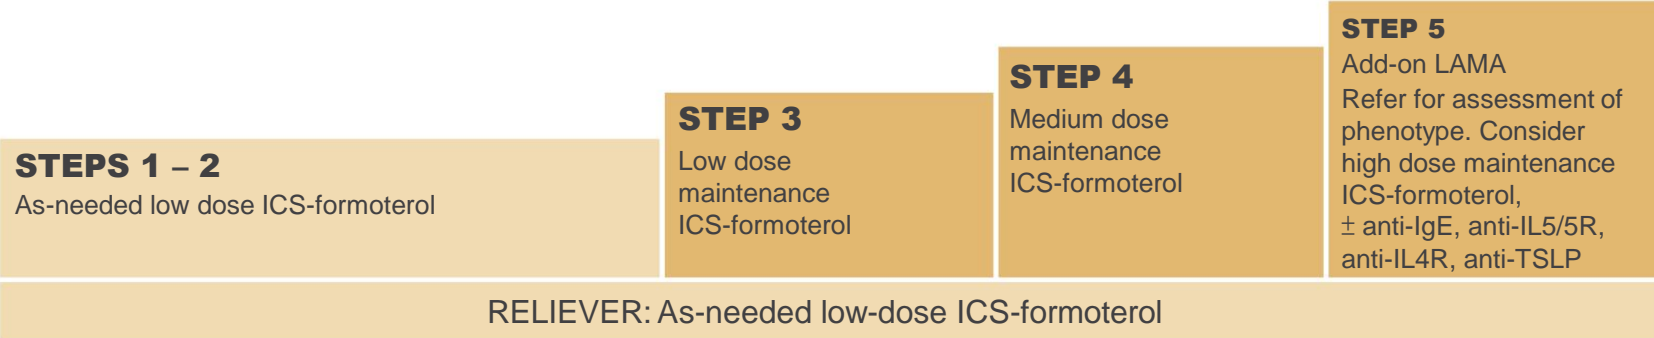 STEPS 1 – 2
As-needed low dose ICS-formoterol
STEP 3
Low dose
maintenance
ICS-formoterol
STEP 4
Medium dose
maintenance
ICS-formoterol
STEP 5
Add-on LAMA
Refer for assessment of
phenotype. Consider
high dose maintenance
ICS-formoterol,
± anti-IgE, anti-IL5/5R,
anti-IL4R, anti-TSLP
RELIEVER: As-needed low-dose ICS-formoterol